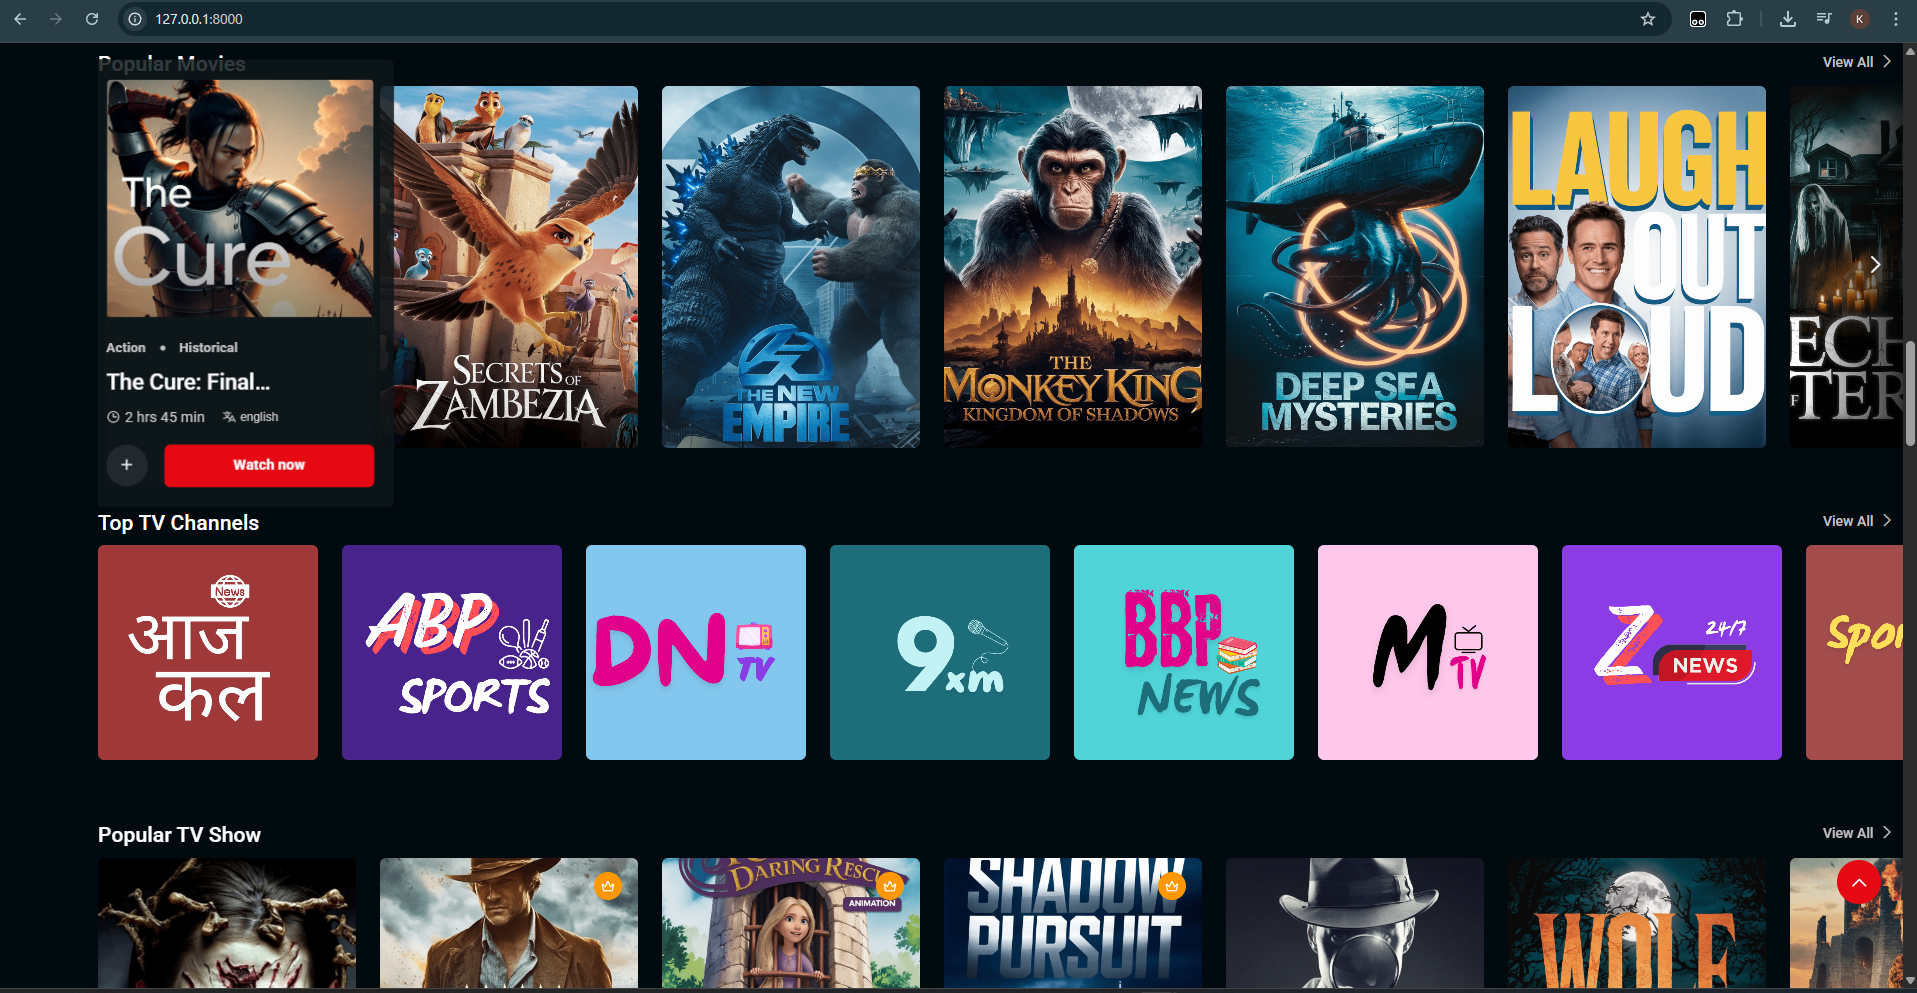 127.0.0.1:8000
K
Popular Movies
View All
The
Cure
Action • Historical
The Cure: Final...
2 hrs 45 min english
+ Watch now
SECRETS OF
ZAMBEZIA
THE NEW
EMPIRE
THE
MONKEY KING
KINGDOM OF SHADOWS
DEEP SEA
MYSTERIES
LAUGH
OUT
LOUD
ECH
OF
TER
Top TV Channels
View All
News
आज
कल
ABP
SPORTS
DN
TV
9xm
BBP
NEWS
M
TV
Z
24/7
NEWS
Spor
Popular TV Show
View All
DARING RESCU
ANIMATION
SHADOW
PURSUIT
WOLF